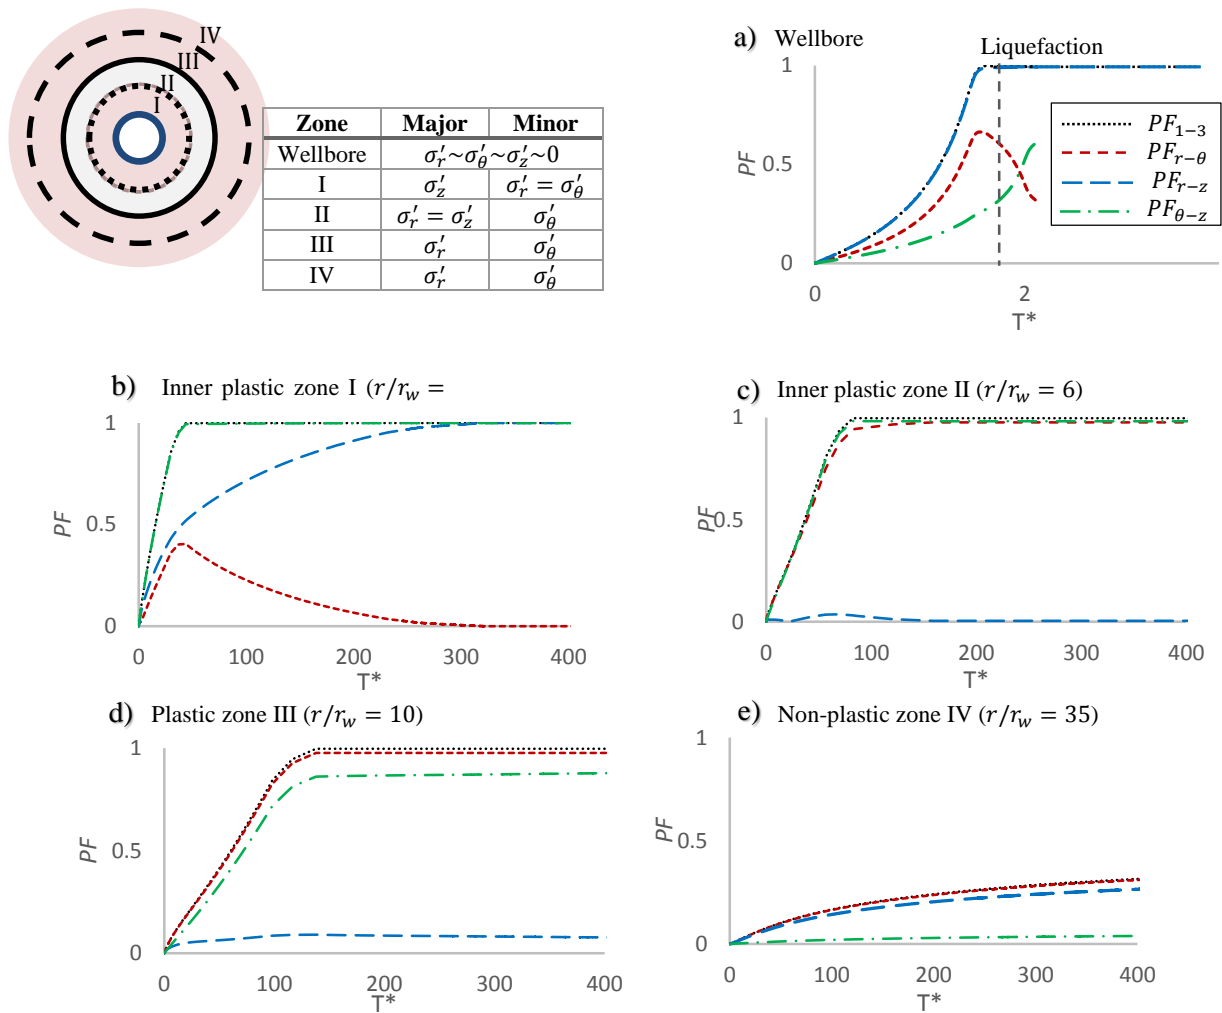 IV
III
II
I
Zone Major Minor
Wellbore σ′r~σ′θ~σ′z~0
I σ′z σ′r = σ′θ
II σ′r = σ′z σ′θ
III σ′r σ′θ
IV σ′r σ′θ
a) Wellbore
Liquefaction
1
0.5
0
PF
0 2
T*
PF1−3
PFr−θ
PFr−z
PFθ−z
b) Inner plastic zone I (r/rw =
1
0.5
0
PF
0 100 200 300 400
T*
c) Inner plastic zone II (r/rw = 6)
1
0.5
0
PF
0 100 200 300 400
T*
d) Plastic zone III (r/rw = 10)
1
0.5
0
PF
0 100 200 300 400
T*
e) Non-plastic zone IV (r/rw = 35)
1
0.5
0
PF
0 100 200 300 400
T*